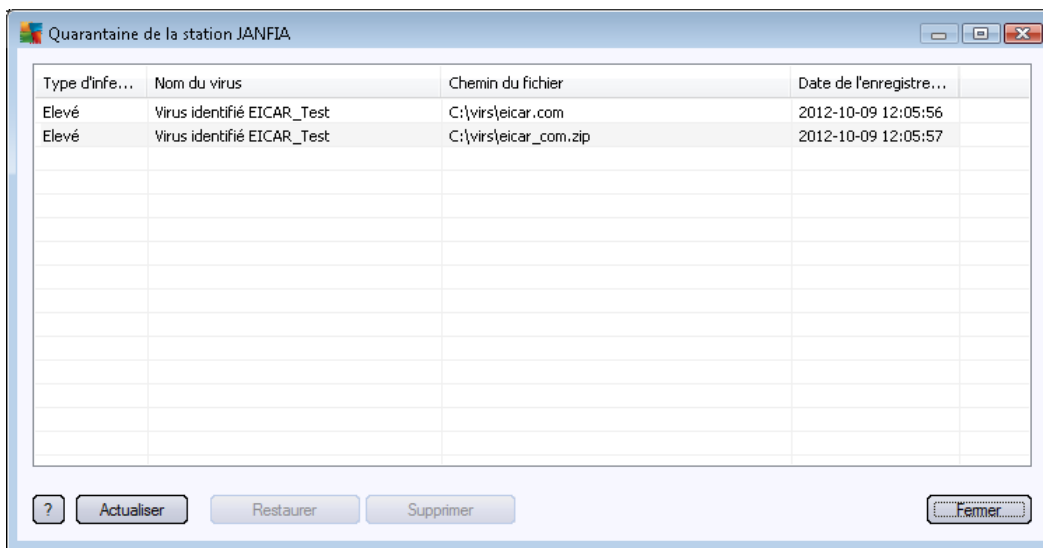 Quarantaine de la station JANFIA
Type d'infe... Nom du virus Chemin du fichier Date de l'enregistre...
Elevé Virus identifié EICAR_Test C:\virs\eicar.com 2012-10-09 12:05:56
Elevé Virus identifié EICAR_Test C:\virs\eicar_com.zip 2012-10-09 12:05:57
? Actualiser Restaurer Supprimer Fermer